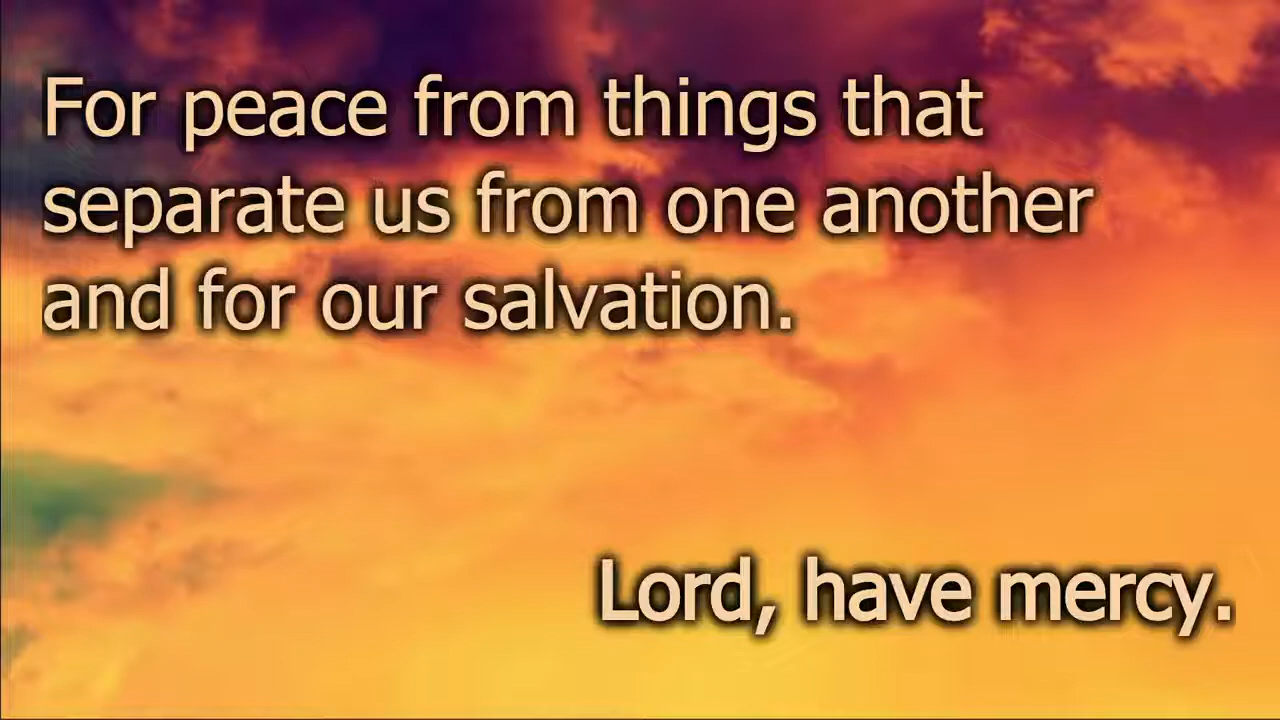 For peace from things that
separate us from one another
and for our salvation.
Lord, have mercy.